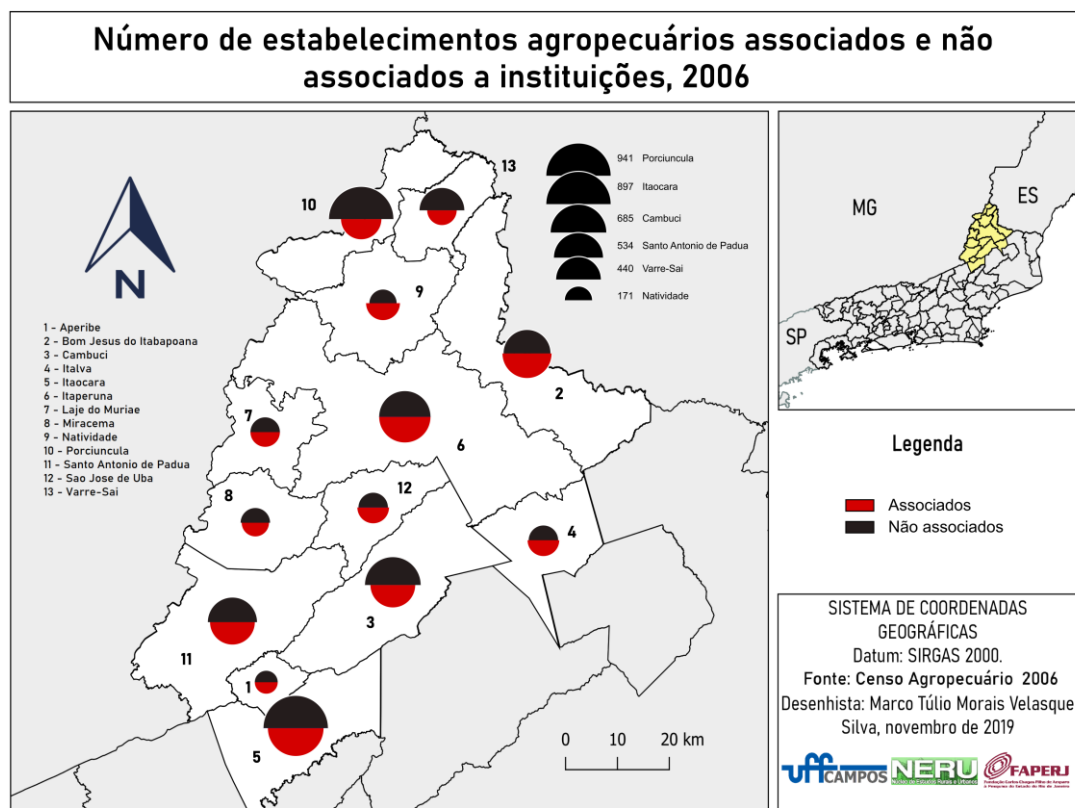 Número de estabelecimentos agropecuários associados e não
associados a instituições, 2006
N
1 - Aperibe
2 - Bom Jesus do Itabapoana
3 - Cambuci
4 - Italva
5 - Itaocara
6 - Itaperuna
7 - Laje do Muriae
8 - Miracema
9 - Natividade
10 - Porciuncula
11 - Santo Antonio de Padua
12 - Sao Jose de Uba
13 - Varre-Sai
941 Porciuncula
897 Itaocara
685 Cambuci
534 Santo Antonio de Padua
440 Varre-Sai
171 Natividade
13
10
9
2
7
6
12
8
4
3
11
1
5
0 10 20 km
MG
ES
SP
Legenda
Associados
Não associados
SISTEMA DE COORDENADAS
GEOGRÁFICAS
Datum: SIRGAS 2000.
Fonte: Censo Agropecuário 2006
Desenhista: Marco Túlio Morais Velasque
Silva, novembro de 2019
uff CAMPOS
NERU
FAPERJ